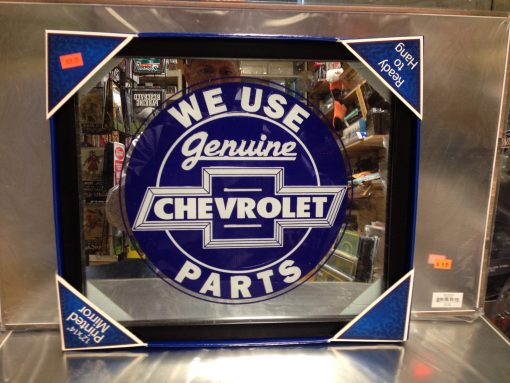 Ready
to
Hang
WE USE
Genuine
CHEVROLET
PARTS
12"x14"
Printed
Mirror